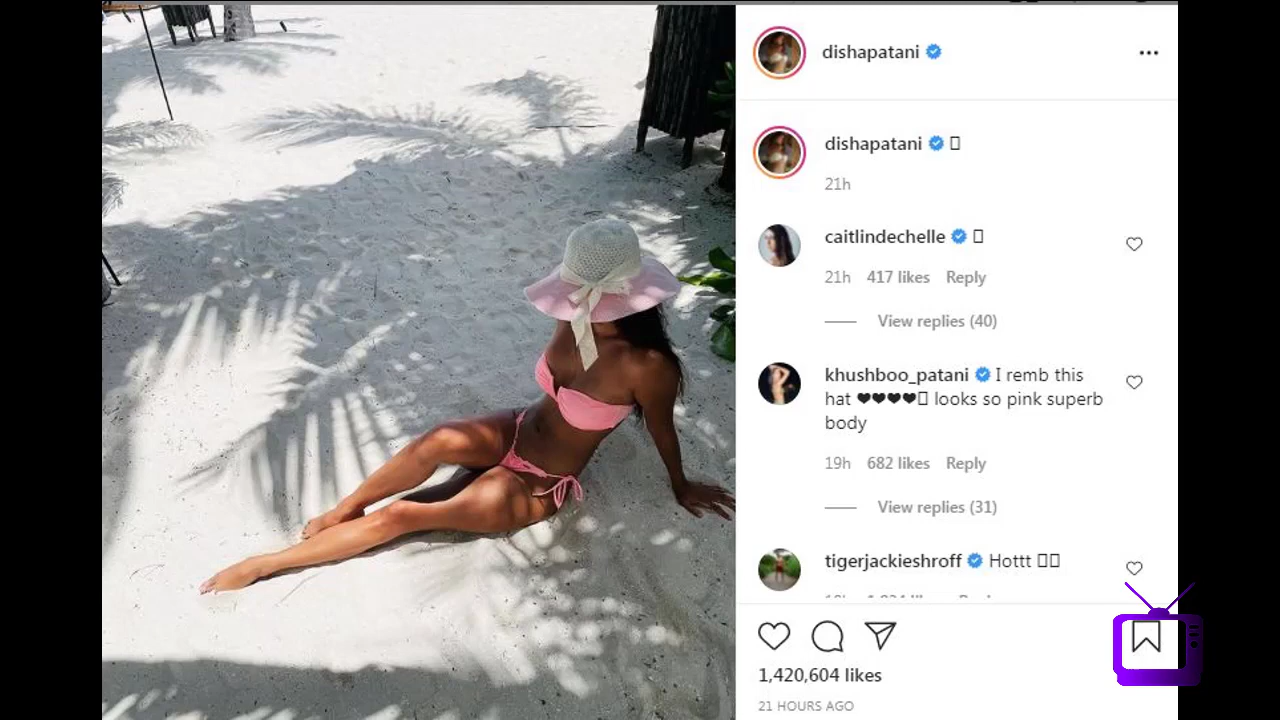 dishapatani
dishapatani
21h
caitlindechelle
21h 417 likes Reply
View replies (40)
khushboo_patani I remb this
hat ❤❤❤❤ looks so pink superb
body
19h 682 likes Reply
View replies (31)
tigerjackieshroff Hottt
1,420,604 likes
21 HOURS AGO